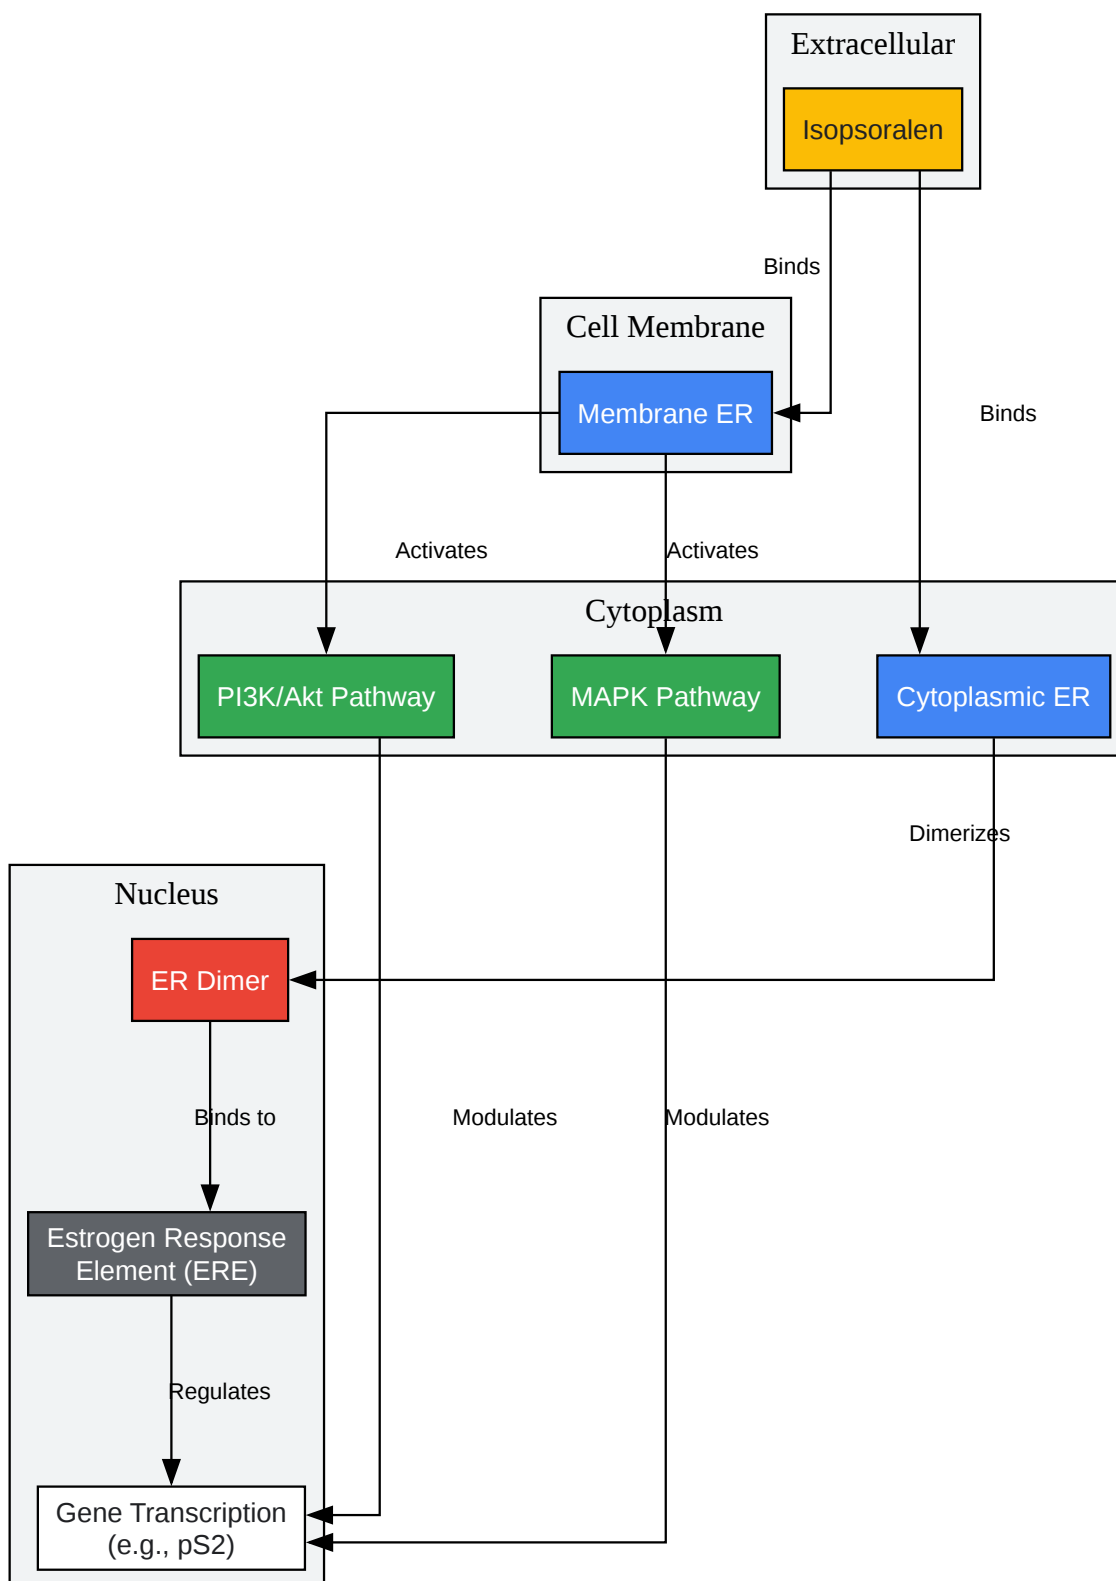 Extracellular
Isopsoralen
Binds
Cell Membrane
Membrane ER
Binds
Activates
Activates
Cytoplasm
PI3K/Akt Pathway
MAPK Pathway
Cytoplasmic ER
Dimerizes
Nucleus
ER Dimer
Binds to
Modulates
Modulates
Estrogen Response
Element (ERE)
Regulates
Gene Transcription
(e.g., pS2)